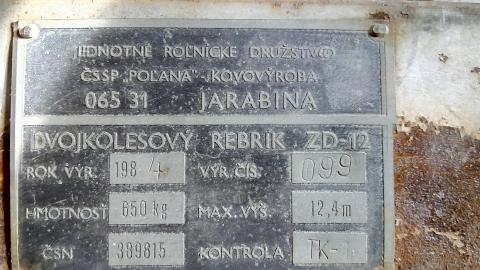 JEDNOTNÉ ROĽNÍCKE DRUŽSTVO
ČSSP "POĽANA" KOVOVÝROBA
065 31 JARABINA
DVOJKOLESOVÝ REBRÍK ZD-12
ROK VÝR. 1984 VÝR. ČÍS. 099
HMOTNOSŤ 650 kg MAX. VÝŠ. 12,4m
ČSN 389815 KONTROLA TK-1